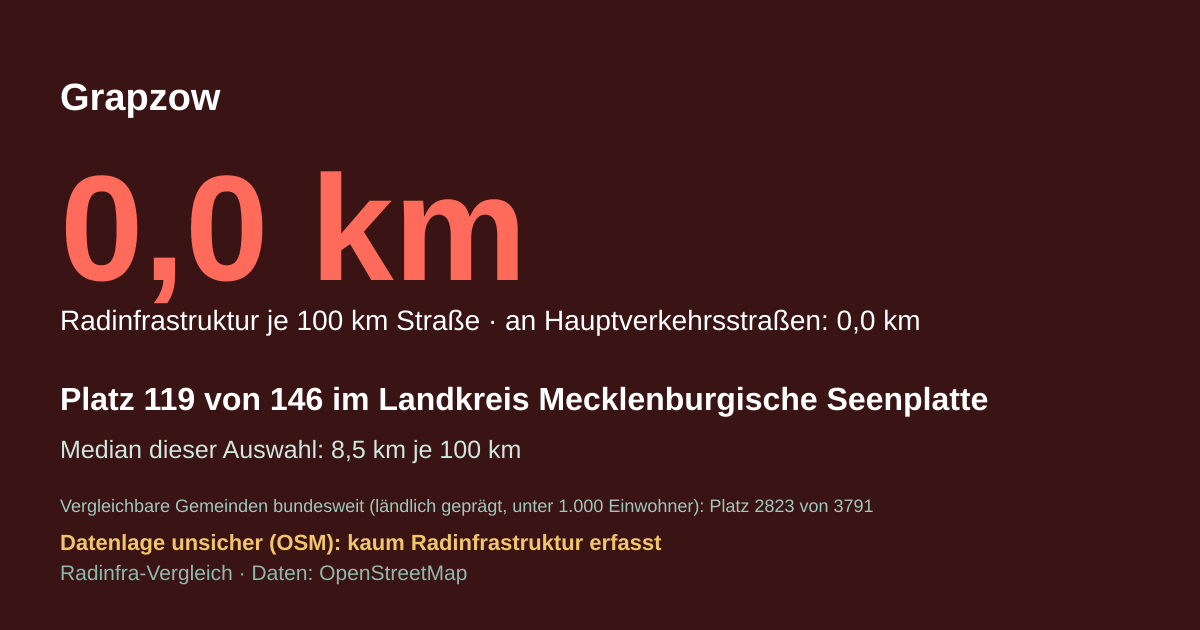 Grapzow
0,0 km
Radinfrastruktur je 100 km Straße · an Hauptverkehrsstraßen: 0,0 km
Platz 119 von 146 im Landkreis Mecklenburgische Seenplatte
Median dieser Auswahl: 8,5 km je 100 km
Vergleichbare Gemeinden bundesweit (ländlich geprägt, unter 1.000 Einwohner): Platz 2823 von 3791
Datenlage unsicher (OSM): kaum Radinfrastruktur erfasst
Radinfra-Vergleich · Daten: OpenStreetMap